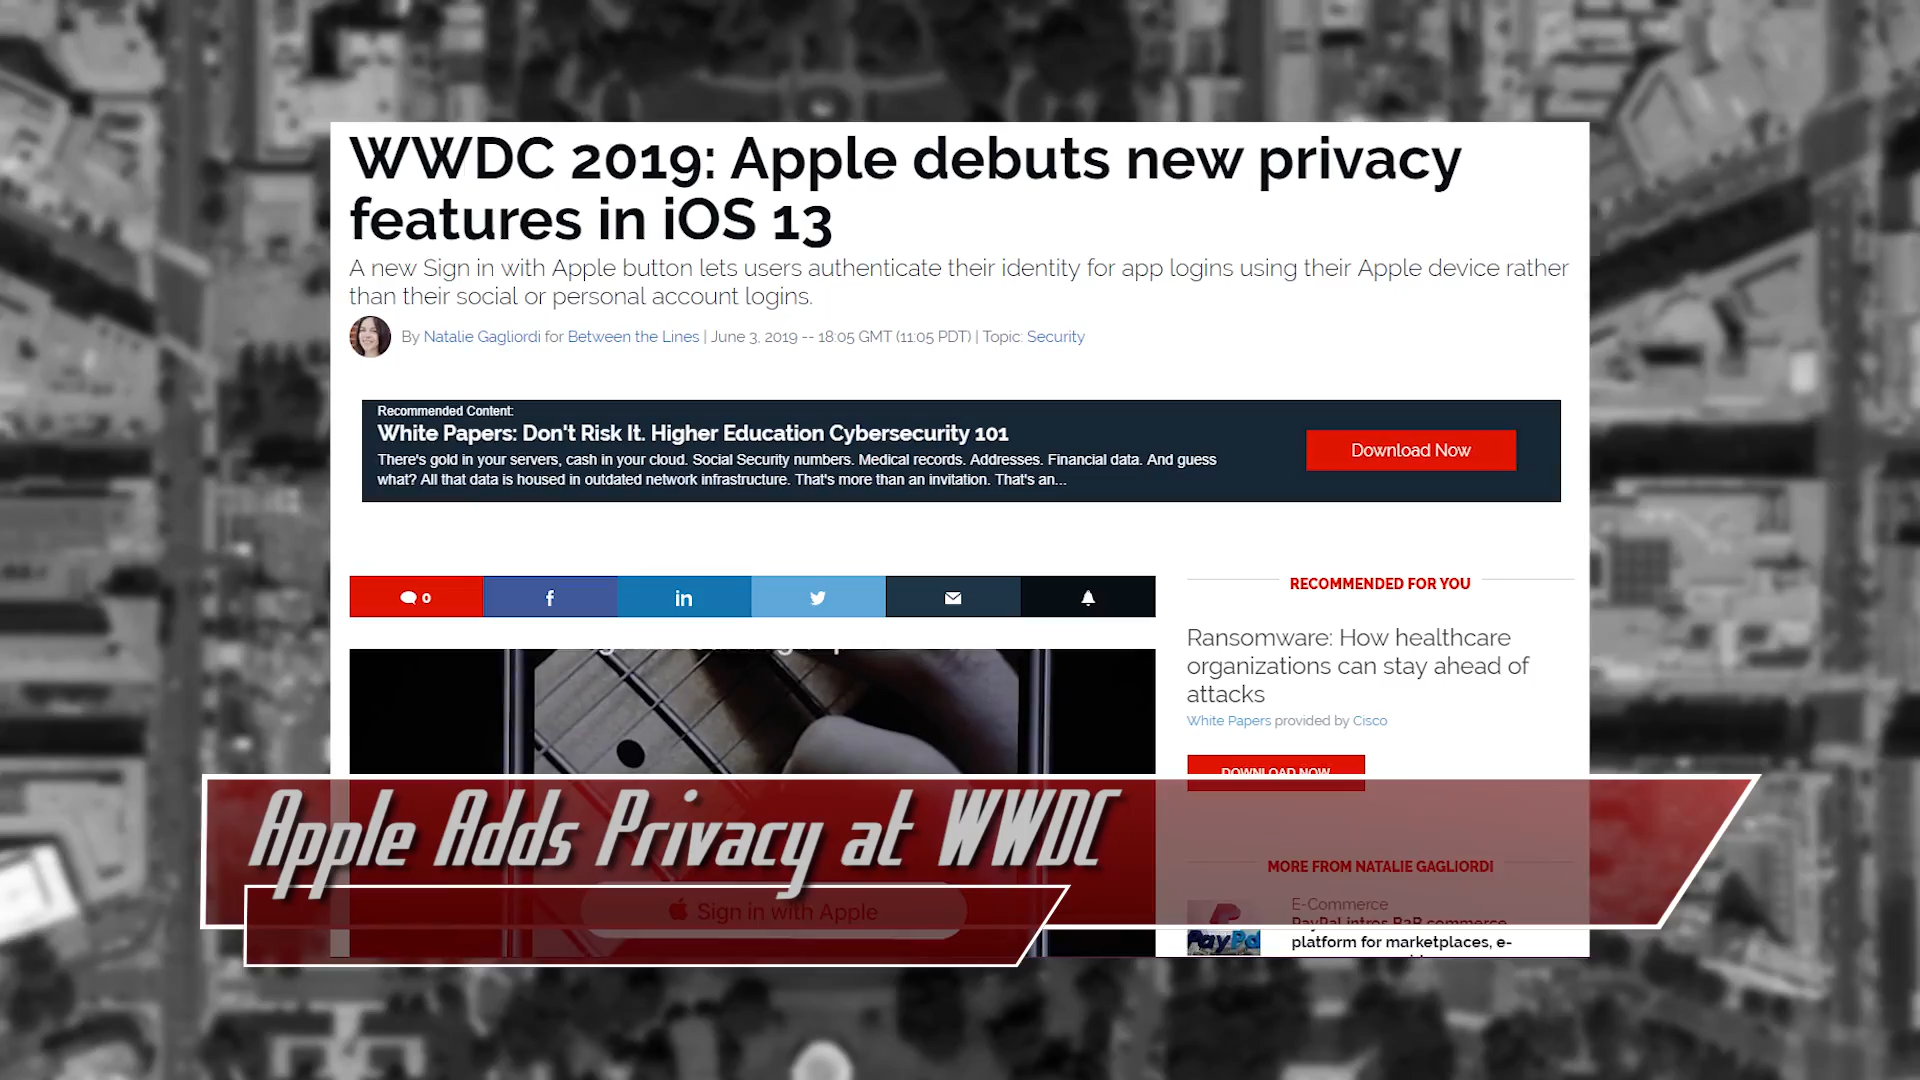 WWDC 2019: Apple debuts new privacy
features in iOS 13
A new Sign in with Apple button lets users authenticate their identity for app logins using their Apple device rather
than their social or personal account logins.
By Natalie Gagliordi for Between the Lines | June 3, 2019 -- 18:05 GMT (11:05 PDT) | Topic: Security
Recommended Content:
White Papers: Don't Risk It. Higher Education Cybersecurity 101
There's gold in your servers, cash in your cloud. Social Security numbers. Medical records. Addresses. Financial data. And guess
what? All that data is housed in outdated network infrastructure. That's more than an invitation. That's an...
Download Now
0
f
in
RECOMMENDED FOR YOU
Ransomware: How healthcare
organizations can stay ahead of
attacks
White Papers provided by Cisco
DOWNLOAD NOW
Apple Adds Privacy at WWDC
Sign in with Apple
MORE FROM NATALIE GAGLIORDI
E-Commerce
PayPal intros B2B commerce
platform for marketplaces, e-
PayPa